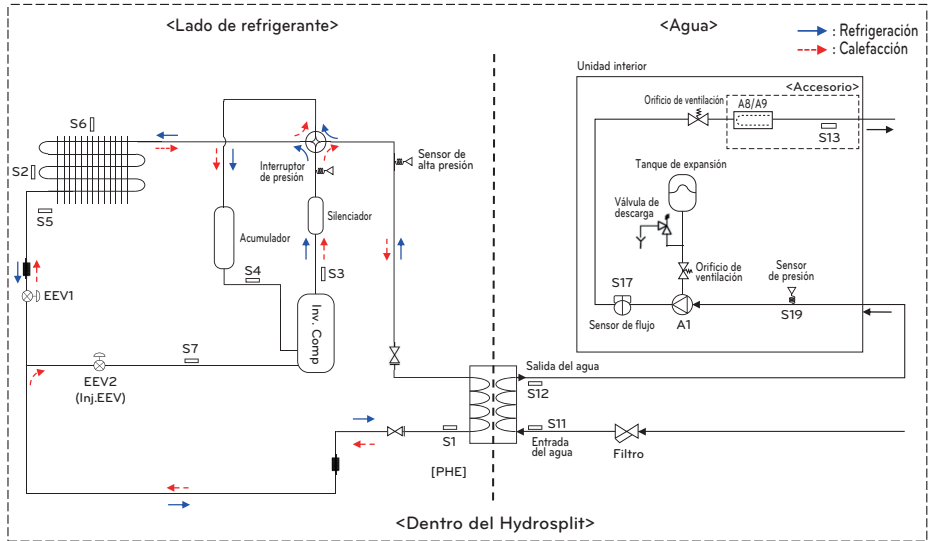 <Lado de refrigerante>
<Agua>
: Refrigeración
: Calefacción
Unidad interior
<Accesorio>
Orificio de ventilación
A8/A9
S13
S6
S2
S5
Interruptor
de presión
Sensor de
alta presión
Tanque de expansión
Válvula de
descarga
Silenciador
Acumulador
S4
S3
Orificio de
ventilación
Sensor
de presión
S17
S19
Sensor de flujo
A1
EEV1
Inv. Comp
S7
EEV2
(Inj.EEV)
Salida del agua
S12
S1
S11
Entrada
del agua
Filtro
[PHE]
<Dentro del Hydrosplit>